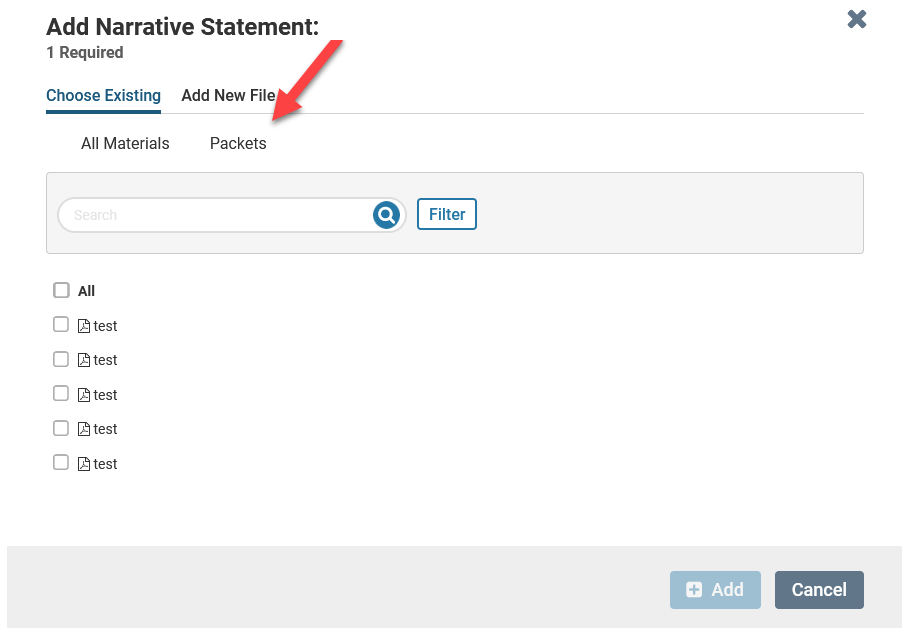 Add Narrative Statement:
1 Required
Choose Existing Add New File
All Materials Packets
Search Filter
All
test
test
test
test
test
Add Cancel